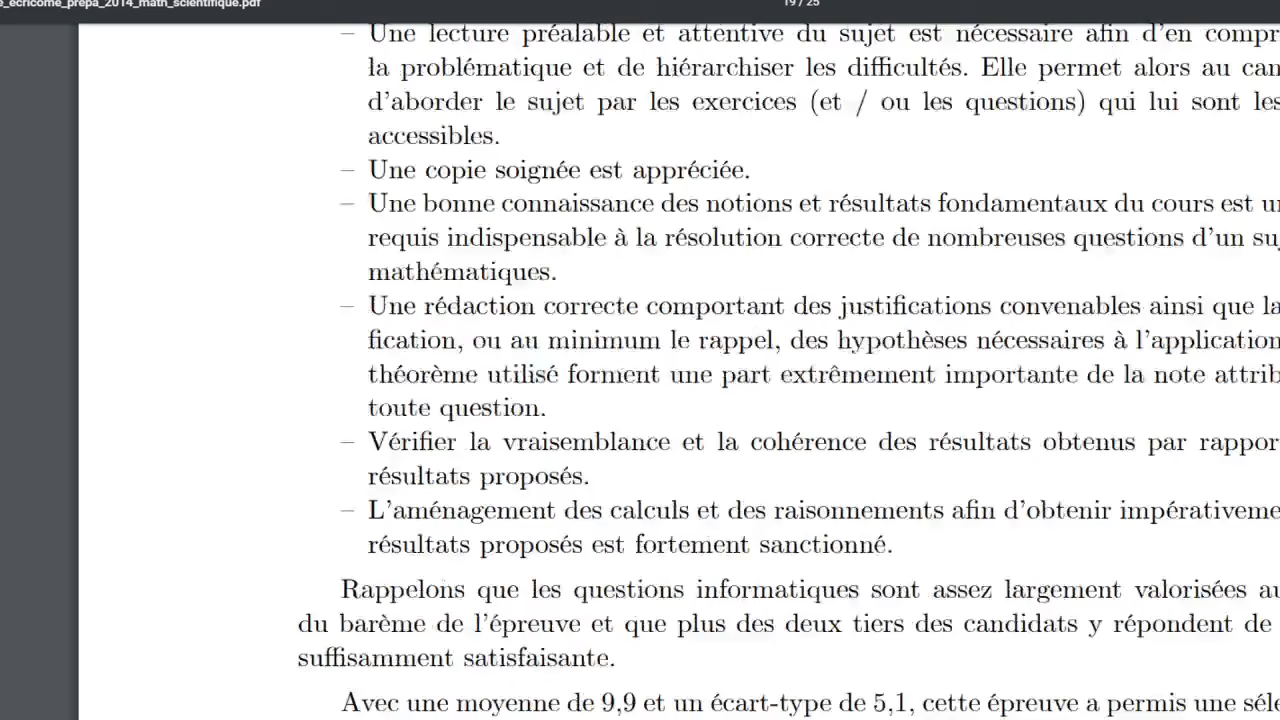 e_ecricome_prepa_2014_math_scientifique.pdf
19 / 25
– Une lecture préalable et attentive du sujet est nécessaire afin d'en compr
la problématique et de hiérarchiser les difficultés. Elle permet alors au can
d'aborder le sujet par les exercices (et / ou les questions) qui lui sont les
accessibles.
– Une copie soignée est appréciée.
– Une bonne connaissance des notions et résultats fondamentaux du cours est un
requis indispensable à la résolution correcte de nombreuses questions d'un suj
mathématiques.
– Une rédaction correcte comportant des justifications convenables ainsi que la
fication, ou au minimum le rappel, des hypothèses nécessaires à l'application
théorème utilisé forment une part extrêmement importante de la note attrib
toute question.
– Vérifier la vraisemblance et la cohérence des résultats obtenus par rappor
résultats proposés.
– L'aménagement des calculs et des raisonnements afin d'obtenir impérativeme
résultats proposés est fortement sanctionné.
Rappelons que les questions informatiques sont assez largement valorisées au
du barème de l'épreuve et que plus des deux tiers des candidats y répondent de
suffisamment satisfaisante.
Avec une moyenne de 9,9 et un écart-type de 5,1, cette épreuve a permis une séle